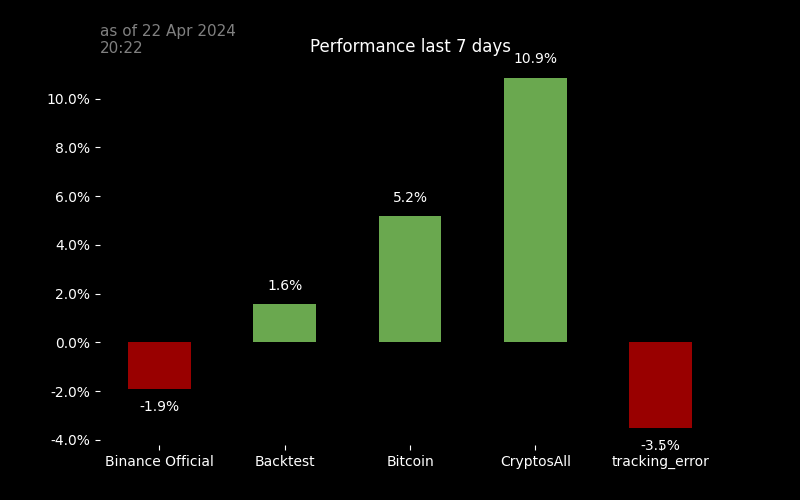 as of 22 Apr 2024
20:22
Performance last 7 days
10.9%
10.0%
8.0%
6.0%
5.2%
4.0%
2.0%
1.6%
0.0%
-2.0%
-1.9%
-4.0%
-3.5%
Binance Official
Backtest
Bitcoin
CryptosAll
tracking_error